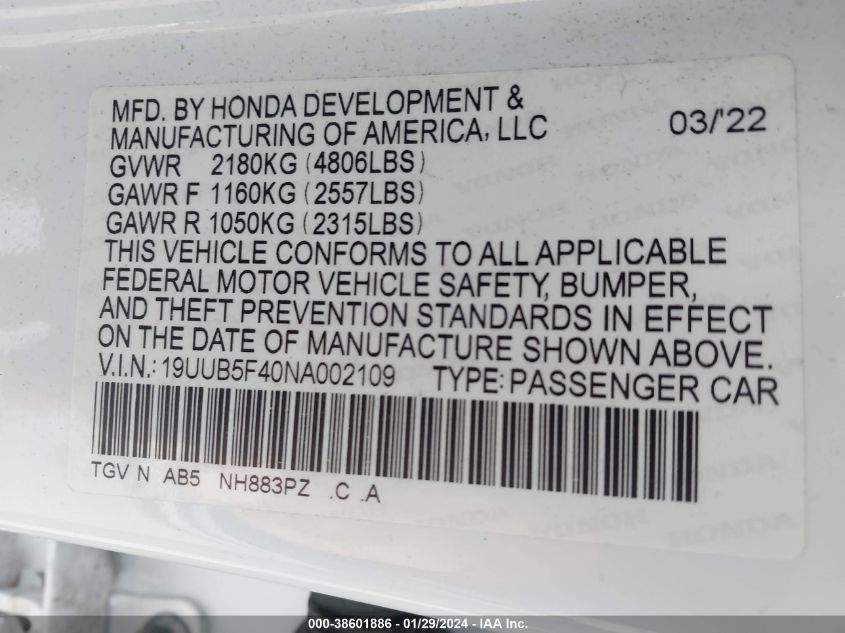 MFD. BY HONDA DEVELOPMENT &
MANUFACTURING OF AMERICA, LLC 03/'22
GVWR 2180KG (4806LBS)
GAWR F 1160KG (2557LBS)
GAWR R 1050KG (2315LBS)
THIS VEHICLE CONFORMS TO ALL APPLICABLE
FEDERAL MOTOR VEHICLE SAFETY, BUMPER,
AND THEFT PREVENTION STANDARDS IN EFFECT
ON THE DATE OF MANUFACTURE SHOWN ABOVE.
V.I.N.: 19UUB5F40NA002109 TYPE: PASSENGER CAR
TGV N AB5 NH883PZ .C .A
000-38601886 - 01/29/2024 - IAA Inc.